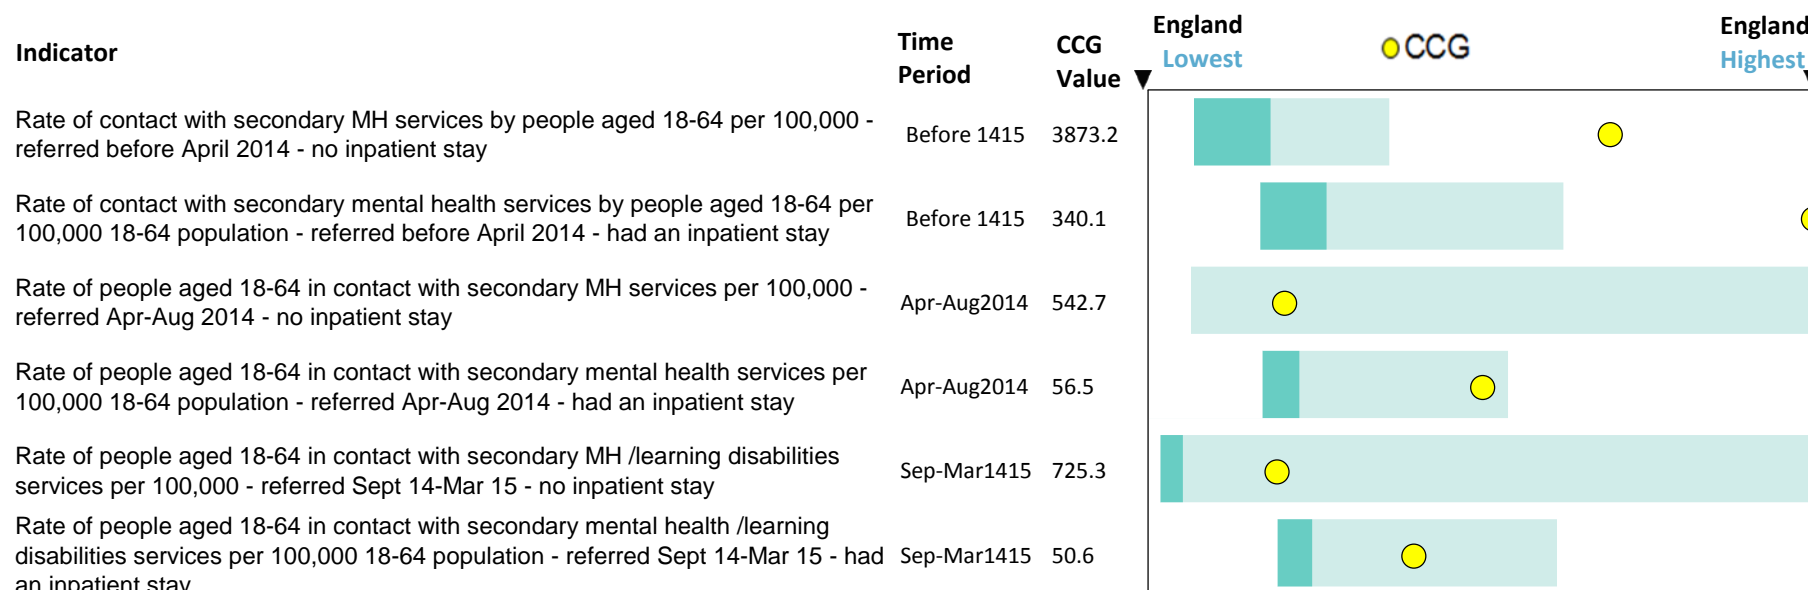 Indicator
Time
Period
CCG
Value
England
Lowest
CCG
England
Highest
Rate of contact with secondary MH services by people aged 18-64 per 100,000 -
referred before April 2014 - no inpatient stay
Before 1415
3873.2
Rate of contact with secondary mental health services by people aged 18-64 per
100,000 18-64 population - referred before April 2014 - had an inpatient stay
Before 1415
340.1
Rate of people aged 18-64 in contact with secondary MH services per 100,000 -
referred Apr-Aug 2014 - no inpatient stay
Apr-Aug2014
542.7
Rate of people aged 18-64 in contact with secondary mental health services per
100,000 18-64 population - referred Apr-Aug 2014 - had an inpatient stay
Apr-Aug2014
56.5
Rate of people aged 18-64 in contact with secondary MH /learning disabilities
services per 100,000 - referred Sept 14-Mar 15 - no inpatient stay
Sep-Mar1415
725.3
Rate of people aged 18-64 in contact with secondary mental health /learning
disabilities services per 100,000 18-64 population - referred Sept 14-Mar 15 - had
an inpatient stay
Sep-Mar1415
50.6